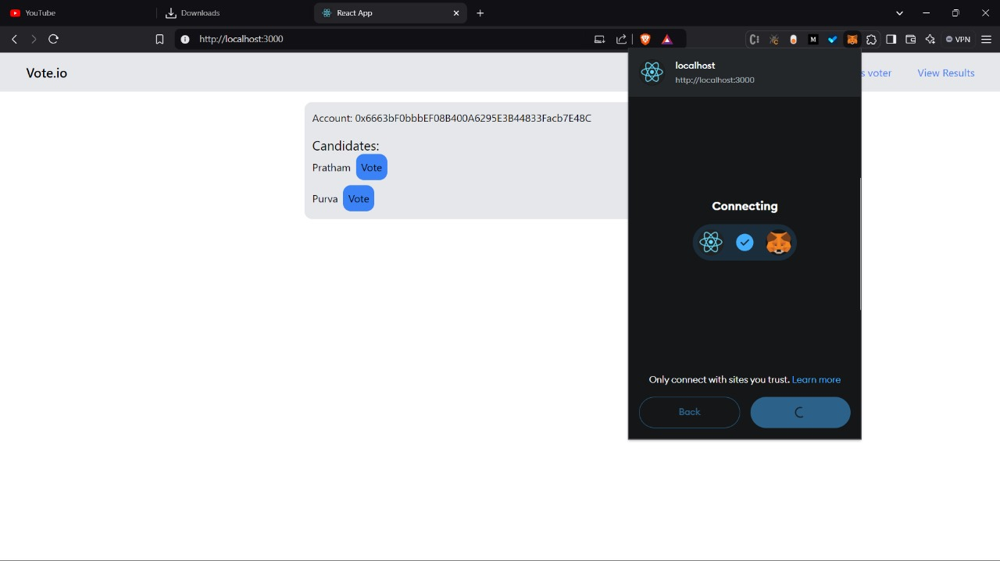 YouTube
Downloads
React App
http://localhost:3000
M
VPN
Vote.io
s voter
View Results
Account: 0x6663bF0bbbEF08B400A6295E3B44833Facb7E48C
Candidates:
Pratham Vote
Purva Vote
localhost
http://localhost:3000
Connecting
Only connect with sites you trust. Learn more
Back